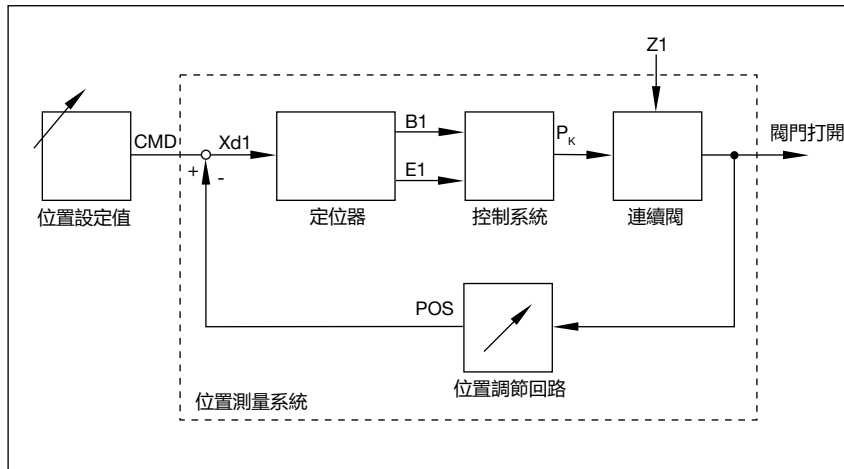 Z1
CMD
Xd1
B1
E1
PK
閥門打開
+
-
位置設定值
定位器
控制系統
連續閥
POS
位置調節回路
位置測量系統